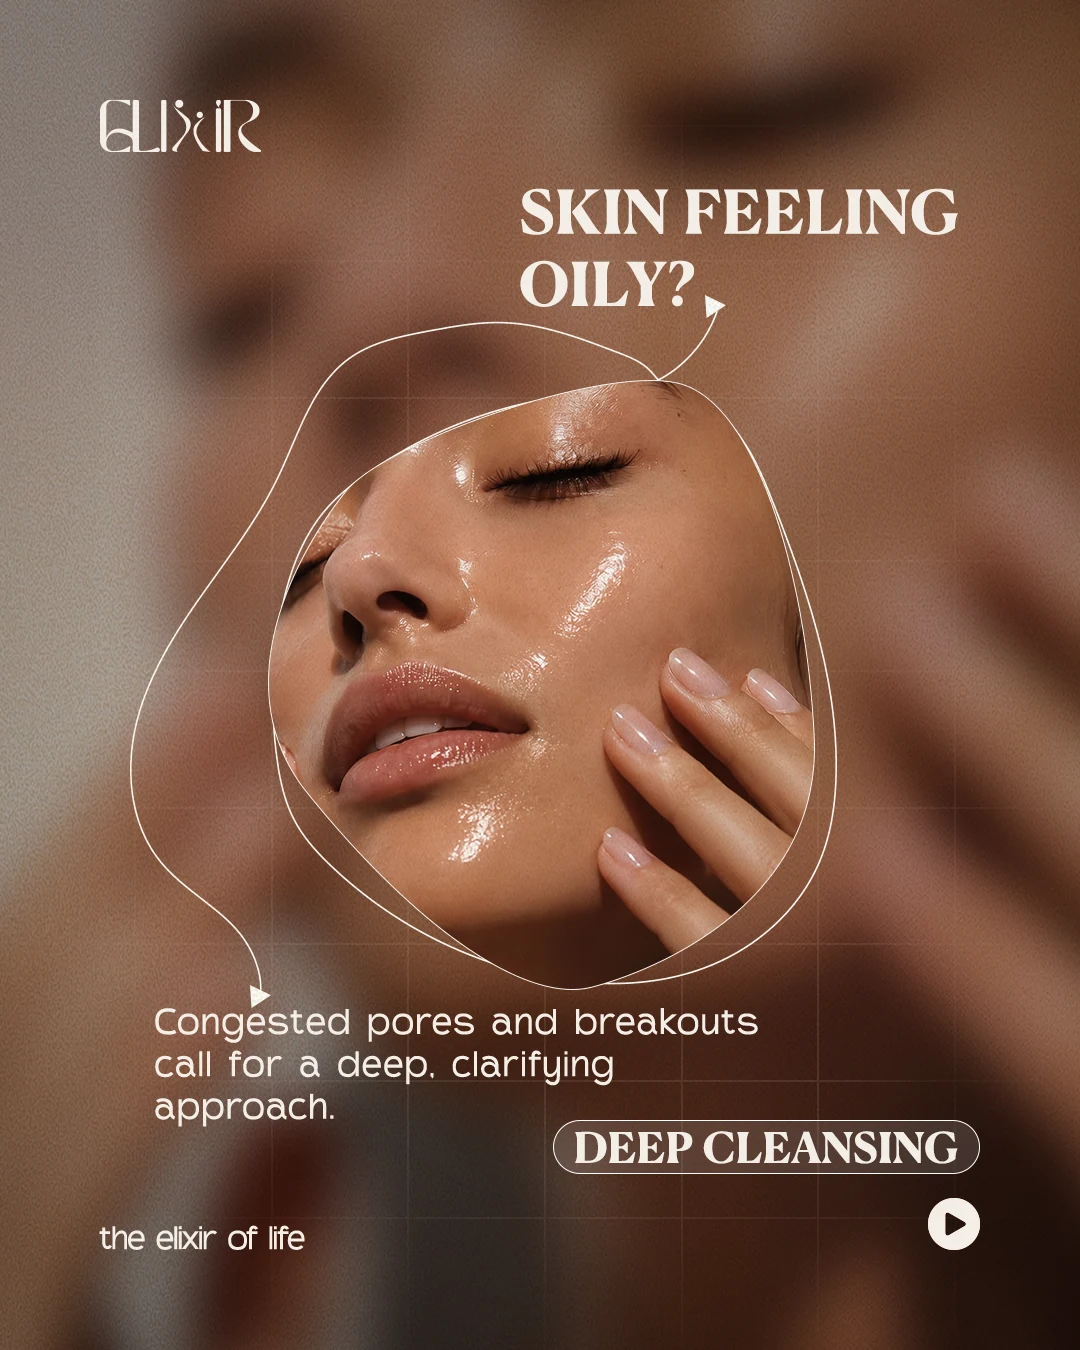 ELIXIR
SKIN FEELING
OILY?
Congested pores and breakouts
call for a deep, clarifying
approach.
DEEP CLEANSING
the elixir of life